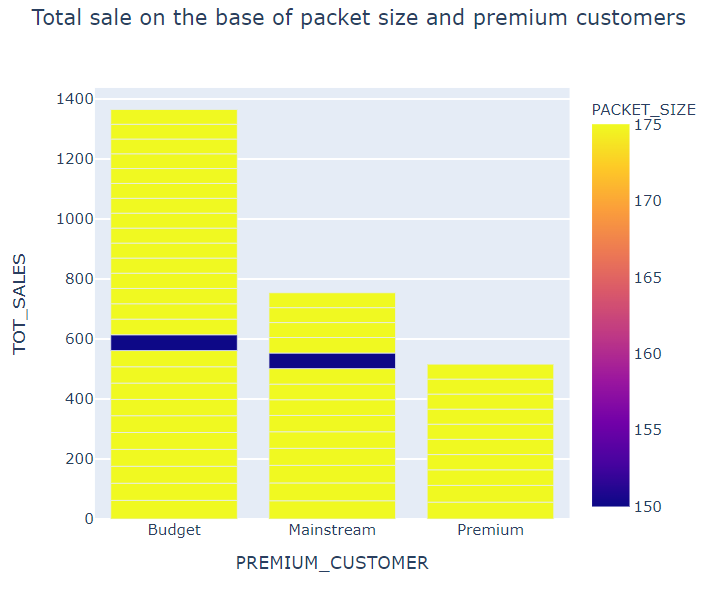 Total sale on the base of packet size and premium customers
PACKET_SIZE
1400
1200
1000
800
600
400
200
0
TOT_SALES
Budget
Mainstream
Premium
PREMIUM_CUSTOMER
175
170
165
160
155
150